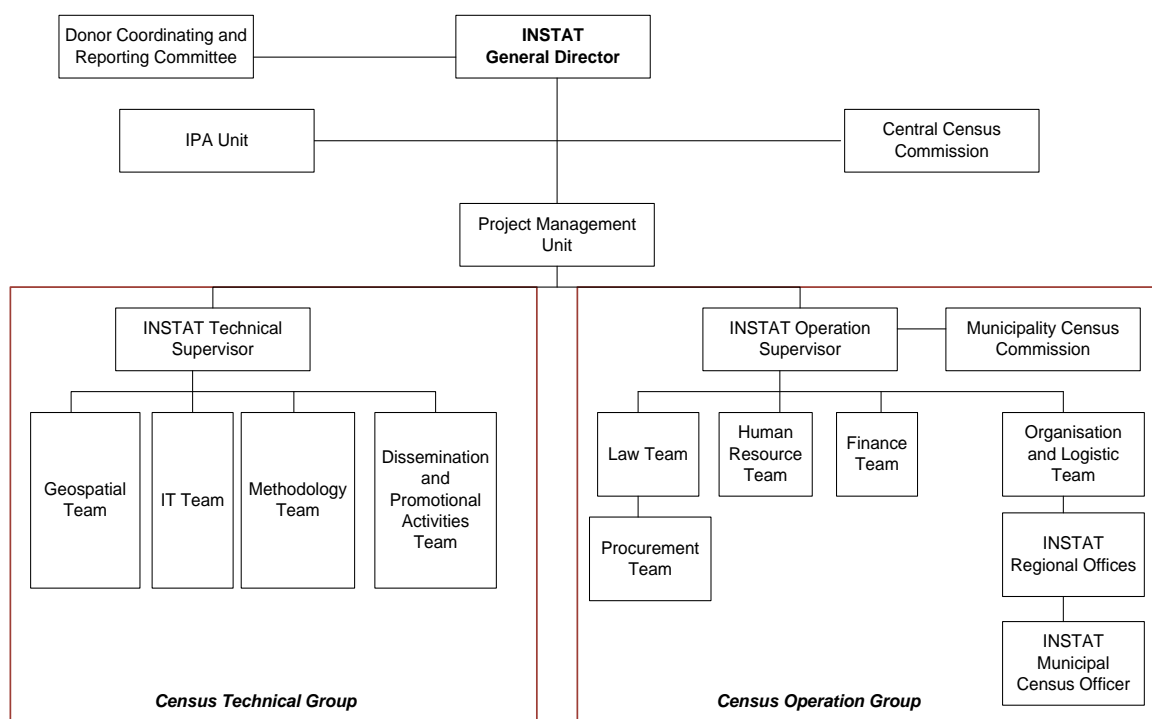 Donor Coordinating and
Reporting Committee
INSTAT
General Director
IPA Unit
Central Census
Commission
Project Management
Unit
INSTAT Technical
Supervisor
INSTAT Operation
Supervisor
Municipality Census
Commission
Geospatial
Team
IT Team
Methodology
Team
Dissemination
and
Promotional
Activities
Team
Law Team
Human
Resource
Team
Finance
Team
Organisation
and Logistic
Team
Procurement
Team
INSTAT
Regional Offices
INSTAT
Municipal
Census Officer
Census Technical Group
Census Operation Group